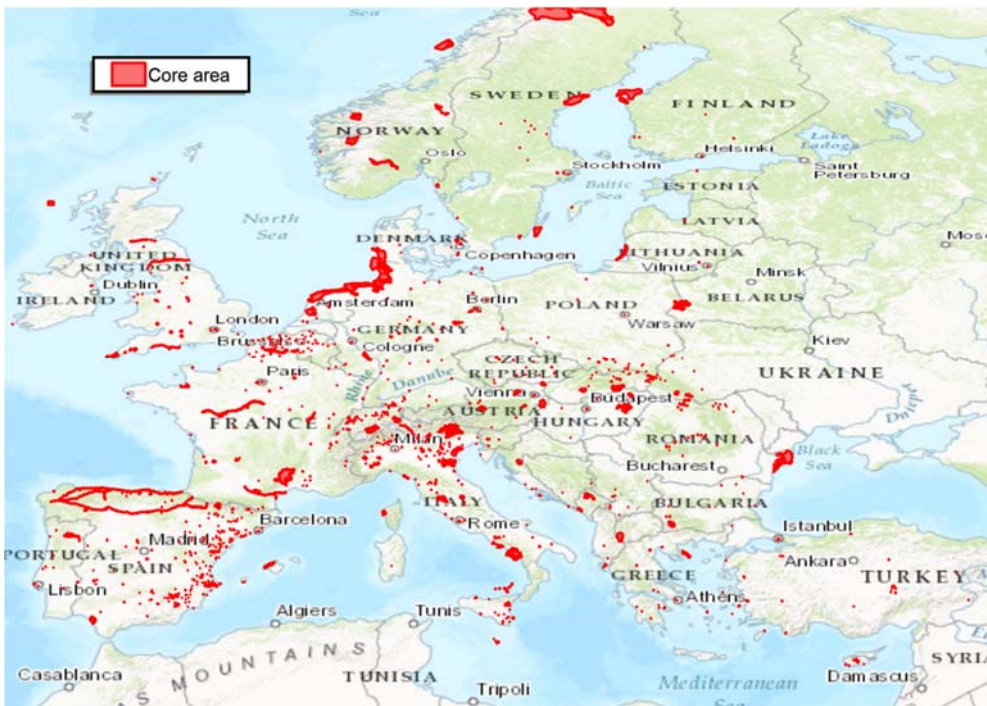 Core area
Sea
SWEDEN
FINLAND
NORWAY
Lake
Ladoga
Oslo
Helsinki
Saint
Petersburg
Stockholm
Baltic
Sea
ESTONIA
North
Sea
LATVIA
DENMARK
Copenhagen
LITHUANIA
Vilnius
Minsk
UNITED
KINGDOM
Dublin
IRELAND
Amsterdam
Berlin
POLAND
BELARUS
Warsaw
London
GERMANY
Cologne
Kiev
Paris
Rhine
Danube
CZECH
REPUBLIC
UKRAINE
Vienna
Budapest
FRANCE
AUSTRIA
HUNGARY
Milan
ROMANIA
Bucharest
Black
Sea
ITALY
BULGARIA
Barcelona
Rome
Istanbul
Madrid
PORTUGAL
SPAIN
Ankara
TURKEY
Lisbon
GREECE
Athens
Algiers
Tunis
SYRIA
Casablanca
AS MOUNTAINS
TUNISIA
Damascus
Tripoli
Mediterranean
Sea